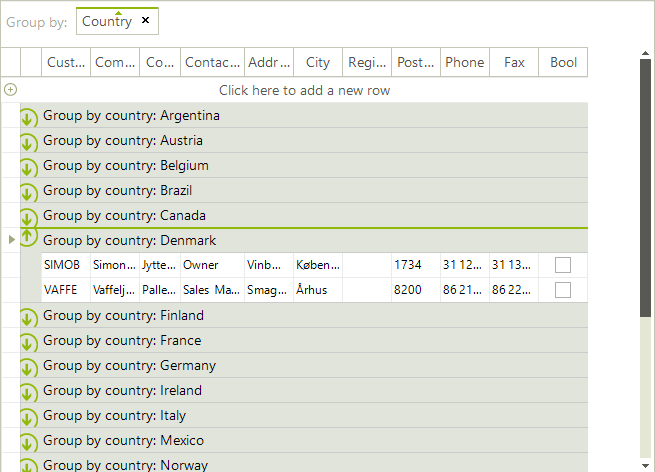 Group by: Country ×
Cust... Com... Co... Contac... Addr... City Regi... Post... Phone Fax Bool
Click here to add a new row
Group by country: Argentina
Group by country: Austria
Group by country: Belgium
Group by country: Brazil
Group by country: Canada
Group by country: Denmark
SIMOB Simon... Jytte... Owner Vinb... Køben... 1734 31 12... 31 13...
VAFFE Vaffelj... Palle... Sales Ma... Smag... Århus 8200 86 21... 86 22...
Group by country: Finland
Group by country: France
Group by country: Germany
Group by country: Ireland
Group by country: Italy
Group by country: Mexico
Group by country: Norway